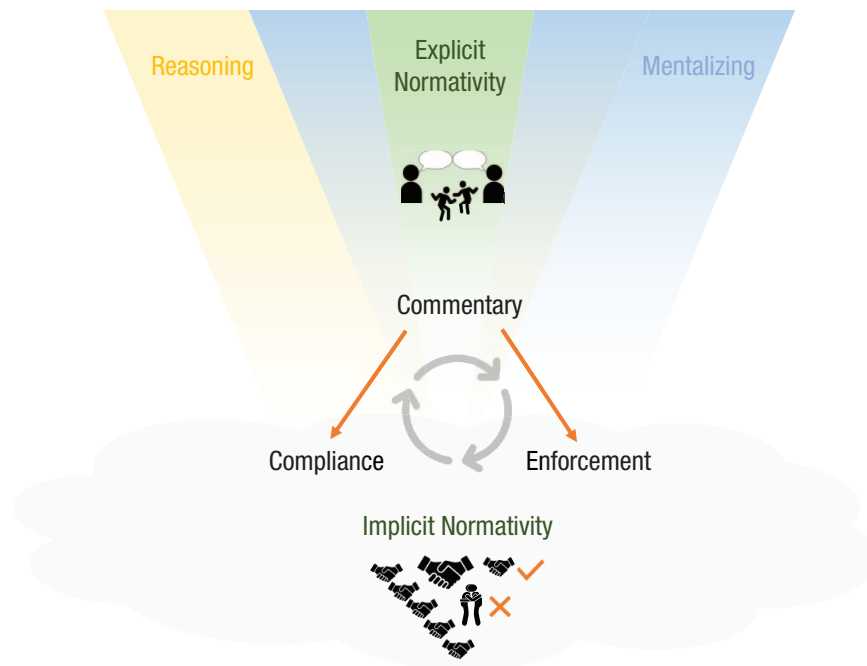 Reasoning
Explicit
Normativity
Mentalizing
Commentary
Compliance
Enforcement
Implicit Normativity